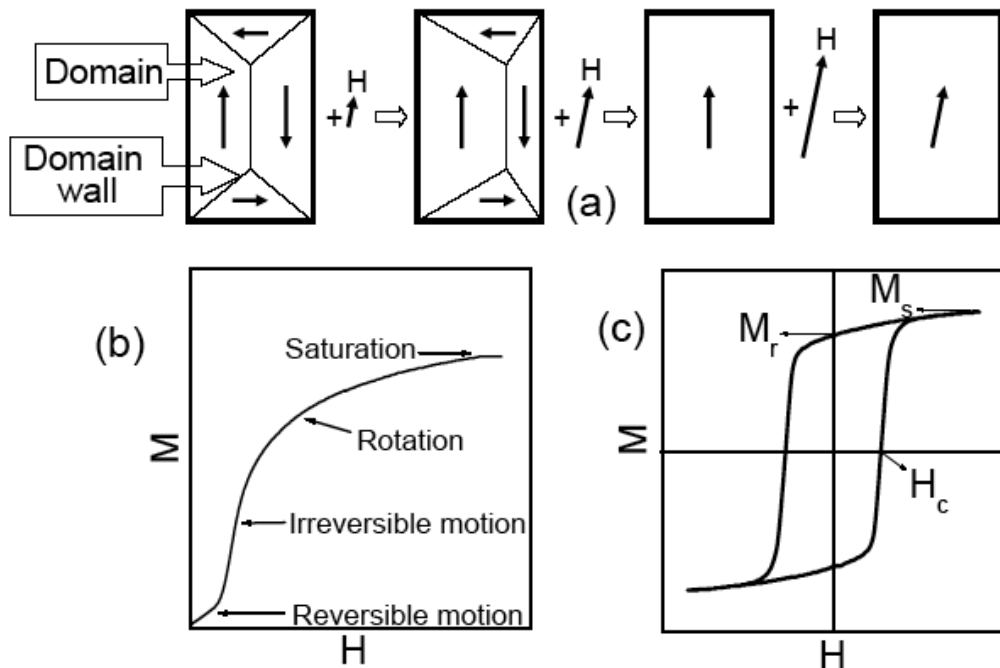 Domain
Domain
wall
+
H
+
H
+
H
(a)
(b)
M
Saturation
Rotation
Irreversible motion
Reversible motion
H
(c)
M
Ms
Mr
Hc
H